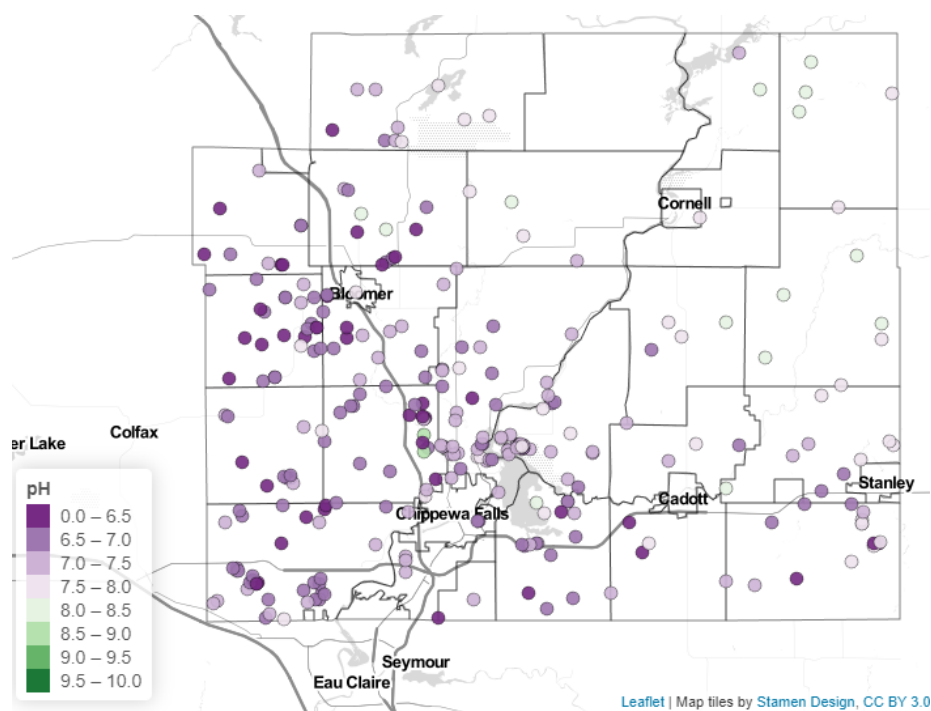 Cornell
Bloomer
Colfax
er Lake
Stanley
Cadott
Chippewa Falls
Seymour
Eau Claire
pH
0.0 – 6.5
6.5 – 7.0
7.0 – 7.5
7.5 – 8.0
8.0 – 8.5
8.5 – 9.0
9.0 – 9.5
9.5 – 10.0
Leaflet | Map tiles by Stamen Design, CC BY 3.0